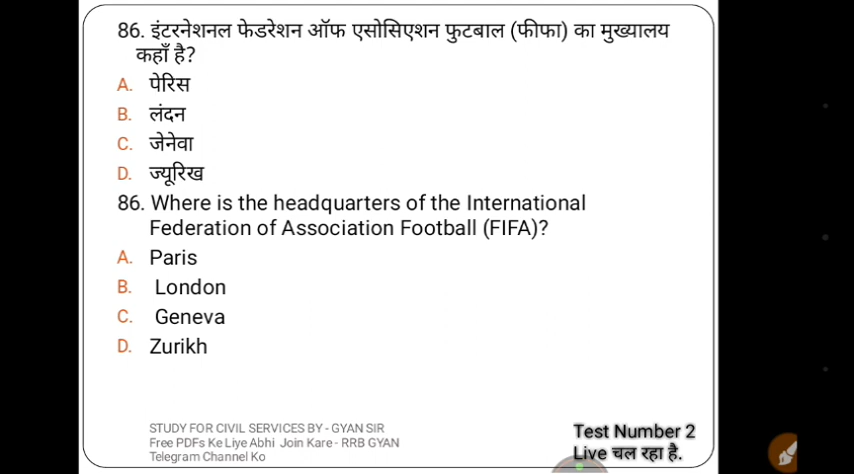 86. इंटरनेशनल फेडरेशन ऑफ एसोसिएशन फुटबाल (फीफा) का मुख्यालय
कहाँ है?
A. पेरिस
B. लंदन
C. जेनेवा
D. ज्यूरिख
86. Where is the headquarters of the International
Federation of Association Football (FIFA)?
A. Paris
B. London
C. Geneva
D. Zurikh
STUDY FOR CIVIL SERVICES BY - GYAN SIR
Free PDFs Ke Liye Abhi Join Kare - RRB GYAN
Telegram Channel Ko
Test Number 2
Live चल रहा है.